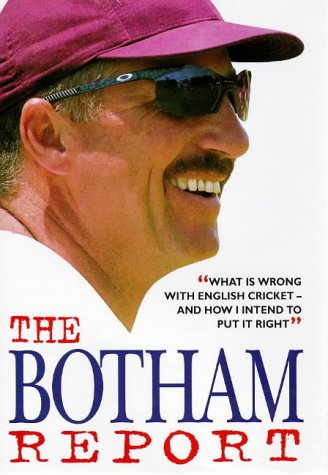 "WHAT IS WRONG
WITH ENGLISH CRICKET –
AND HOW I INTEND TO
PUT IT RIGHT"
THE
BOTHAM
REPORT